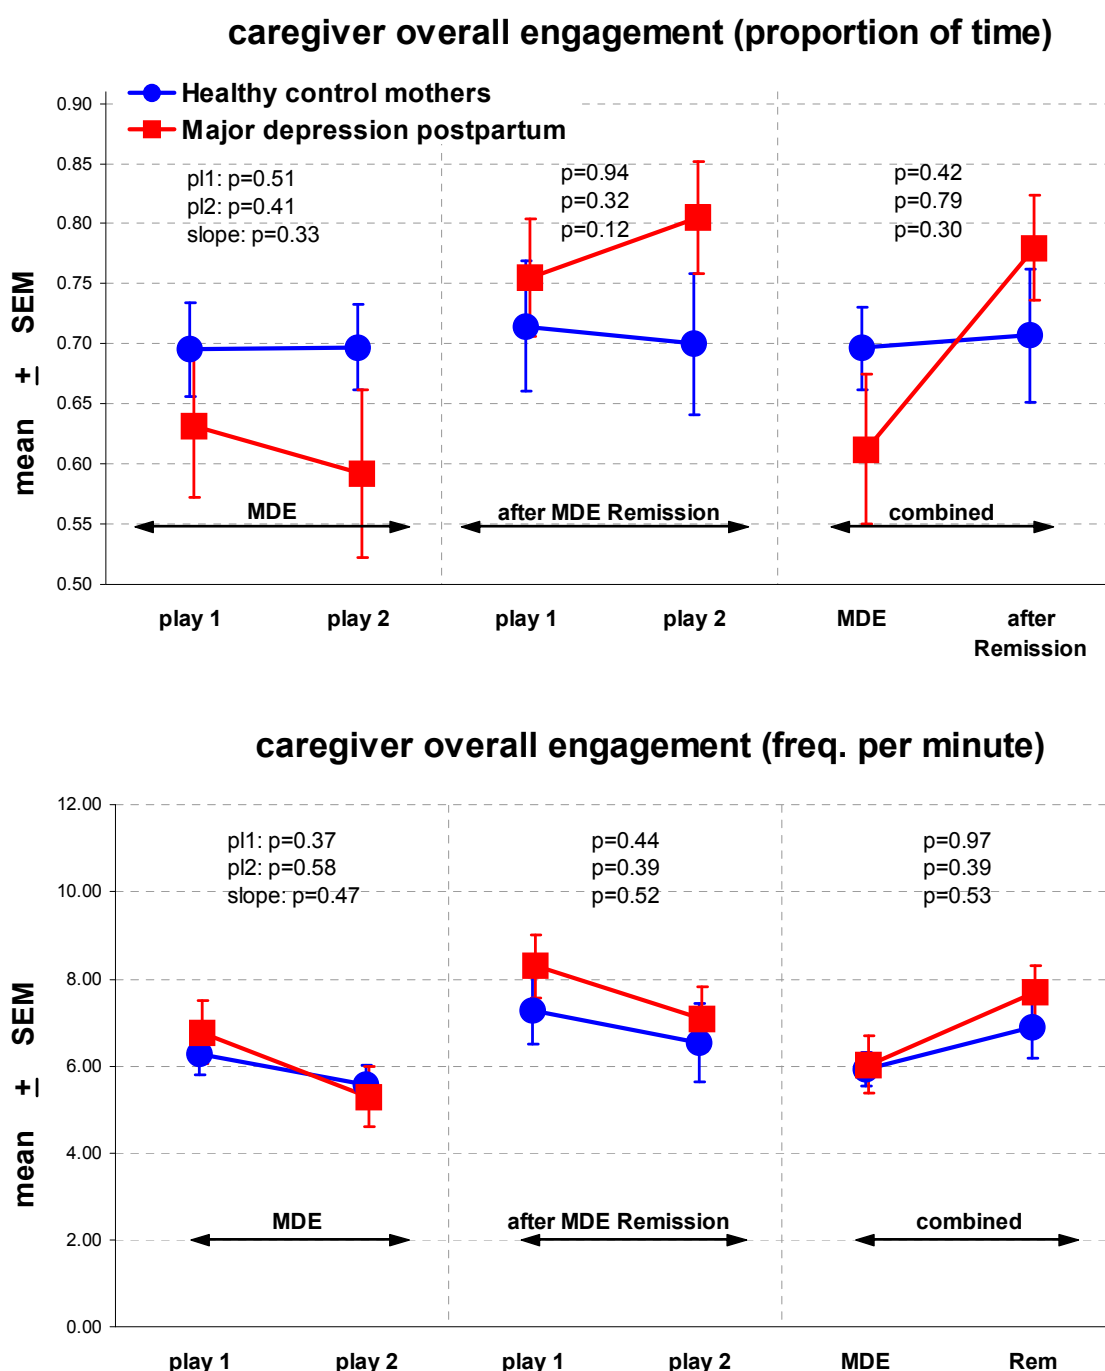 caregiver overall engagement (proportion of time)
Healthy control mothers
Major depression postpartum
0.90
0.85
0.80
0.75
0.70
0.65
0.60
0.55
0.50
mean ± SEM
pl1: p=0.51
pl2: p=0.41
slope: p=0.33
p=0.94
p=0.32
p=0.12
p=0.42
p=0.79
p=0.30
MDE
after MDE Remission
combined
play 1
play 2
play 1
play 2
MDE
after
Remission
caregiver overall engagement (freq. per minute)
12.00
10.00
8.00
6.00
4.00
2.00
0.00
mean ± SEM
pl1: p=0.37
pl2: p=0.58
slope: p=0.47
p=0.44
p=0.39
p=0.52
p=0.97
p=0.39
p=0.53
MDE
after MDE Remission
combined
play 1
play 2
play 1
play 2
MDE
Rem